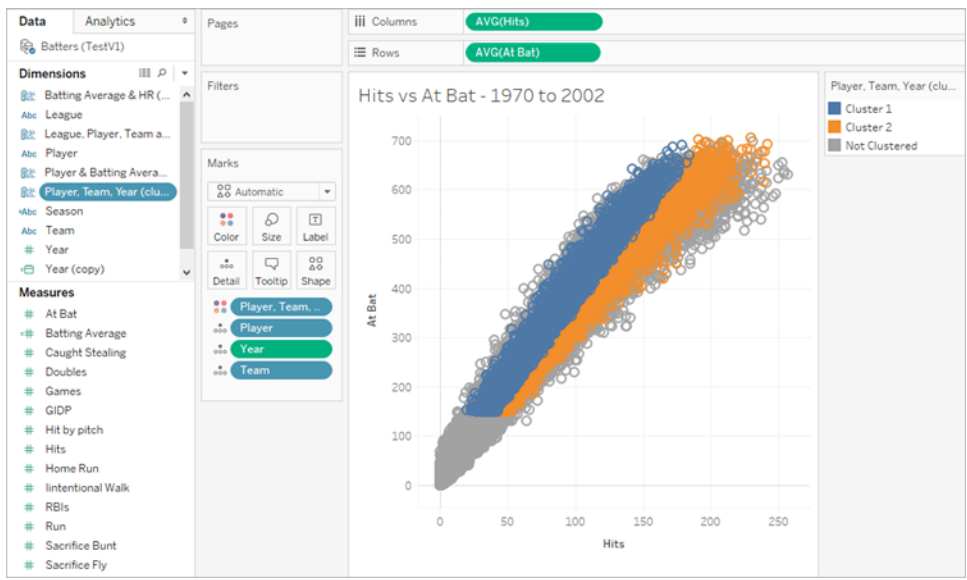 Data
Analytics
Batters (TestV1)
Dimensions
Batting Average & HR (...
Abc League
League, Player, Team a...
Abc Player
Player & Batting Avera...
Player, Team, Year (clu...
Abc Season
Abc Team
# Year
Year (copy)
Measures
# At Bat
# Batting Average
# Caught Stealing
# Doubles
# Games
# GIDP
# Hit by pitch
# Hits
# Home Run
# Iintentional Walk
# RBIs
# Run
# Sacrifice Bunt
# Sacrifice Fly
Pages
Filters
Marks
Automatic
Color
Size
Label
Detail
Tooltip
Shape
Player, Team, ..
Player
Year
Team
Columns
AVG(Hits)
Rows
AVG(At Bat)
Hits vs At Bat - 1970 to 2002
At Bat
700
600
500
400
300
200
100
0
0
50
100
150
200
250
Hits
Player, Team, Year (clu...
Cluster 1
Cluster 2
Not Clustered